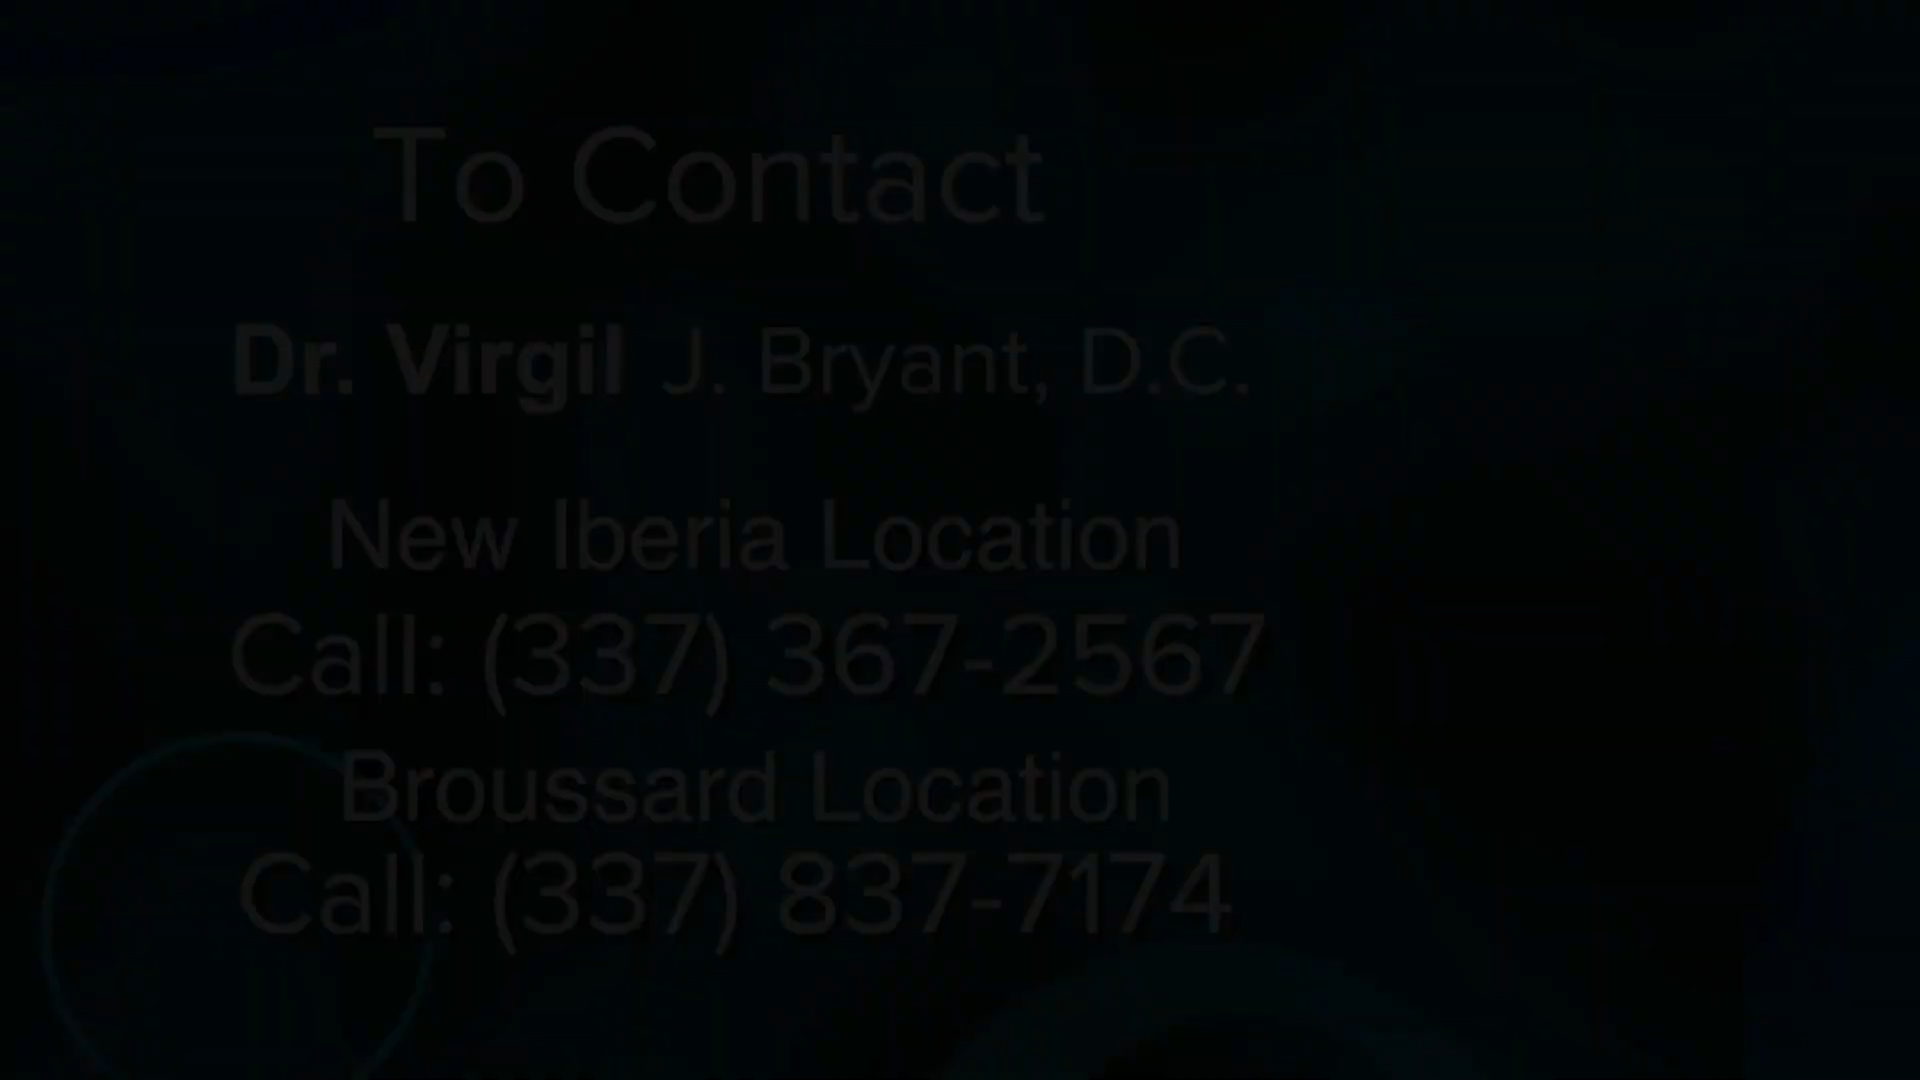 To Contact
Dr. Virgil J. Bryant, D.C.
New Iberia Location
Call: (337) 367-2567
Broussard Location
Call: (337) 837-7174